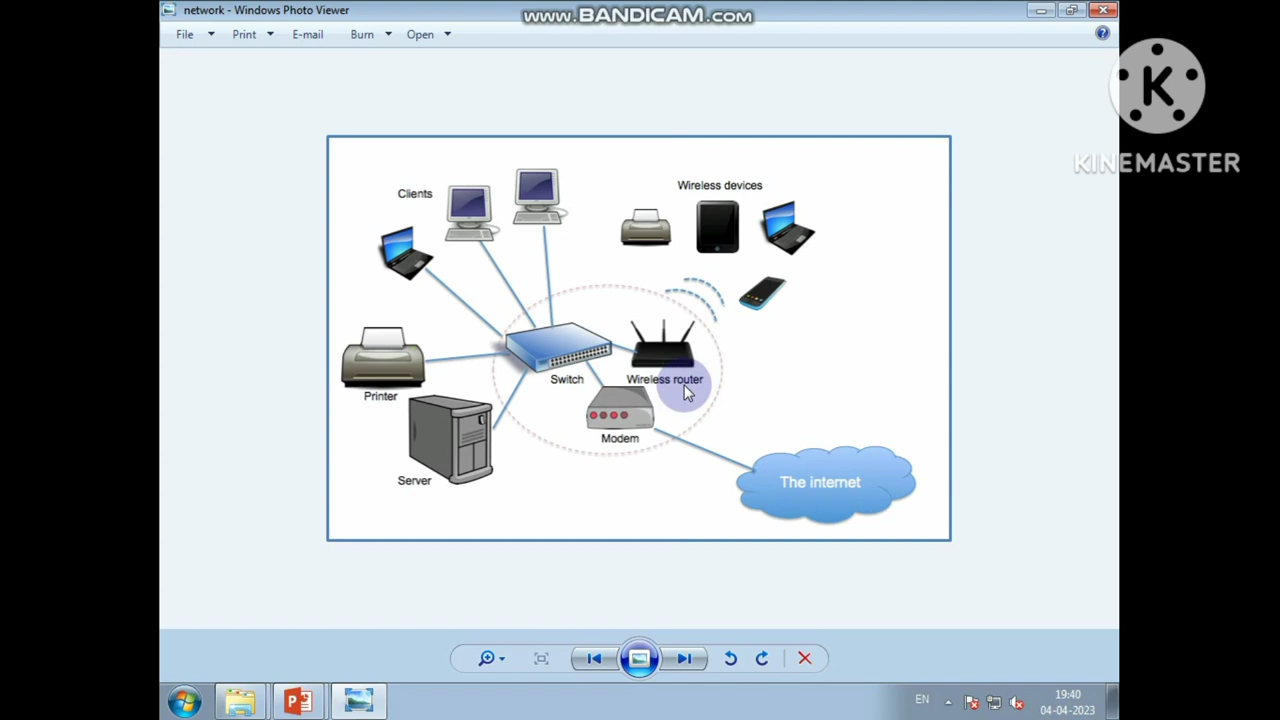 network - Windows Photo Viewer
www.BANDICAM.com
File Print E-mail Burn Open
K
KINEMASTER
Clients
Wireless devices
Switch
Wireless router
Printer
Modem
Server
The internet
EN
19:40
04-04-2023